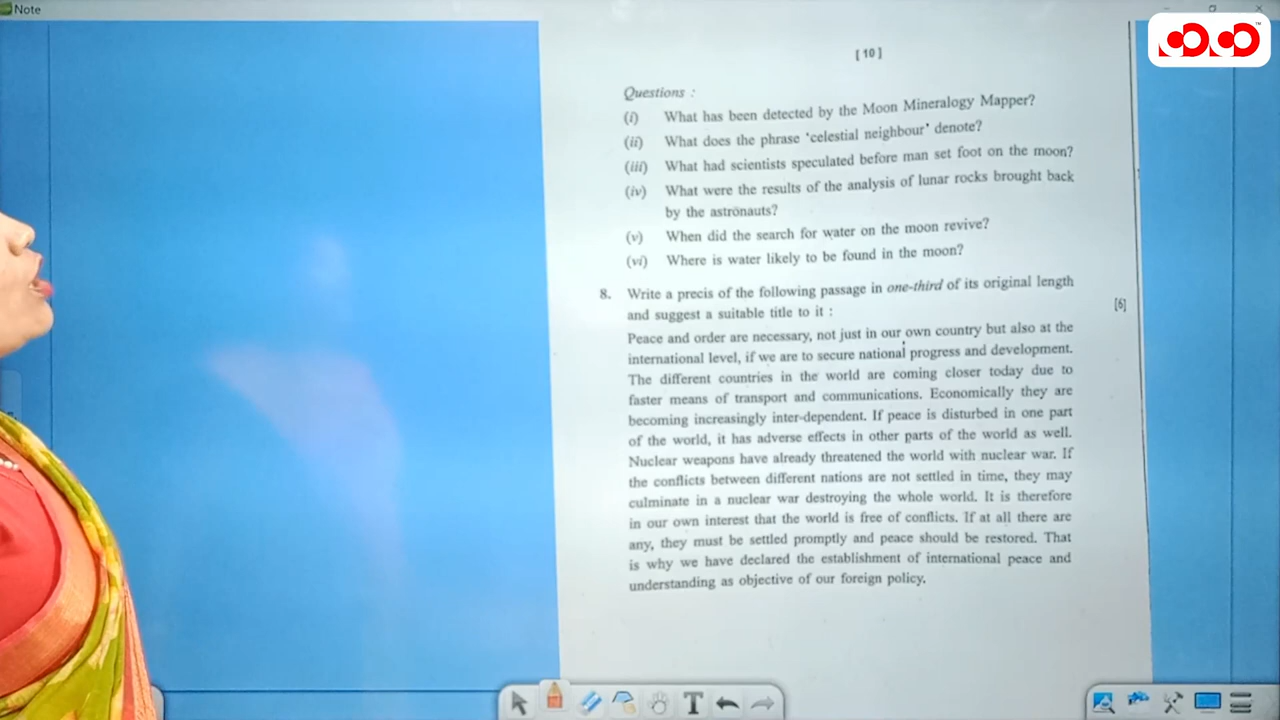 Note
[ 10 ]
Questions :
(i) What has been detected by the Moon Mineralogy Mapper?
(ii) What does the phrase 'celestial neighbour' denote?
(iii) What had scientists speculated before man set foot on the moon?
(iv) What were the results of the analysis of lunar rocks brought back
by the astronauts?
(v) When did the search for water on the moon revive?
(vi) Where is water likely to be found in the moon?
8. Write a precis of the following passage in one-third of its original length
and suggest a suitable title to it : [6]
Peace and order are necessary, not just in our own country but also at the
international level, if we are to secure national progress and development.
The different countries in the world are coming closer today due to
faster means of transport and communications. Economically they are
becoming increasingly inter-dependent. If peace is disturbed in one part
of the world, it has adverse effects in other parts of the world as well.
Nuclear weapons have already threatened the world with nuclear war. If
the conflicts between different nations are not settled in time, they may
culminate in a nuclear war destroying the whole world. It is therefore
in our own interest that the world is free of conflicts. If at all there are
any, they must be settled promptly and peace should be restored. That
is why we have declared the establishment of international peace and
understanding as objective of our foreign policy.
T